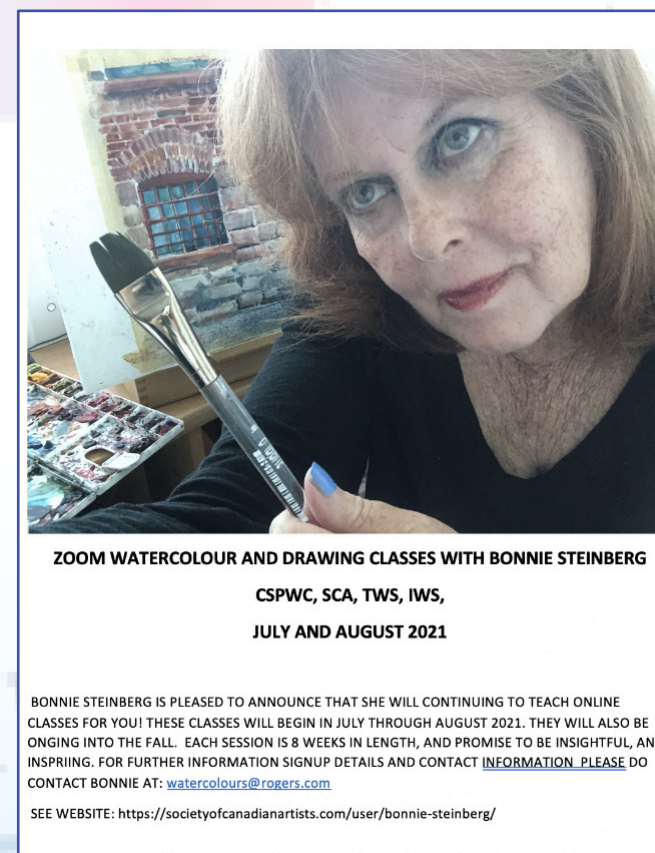 ZOOM WATERCOLOUR AND DRAWING CLASSES WITH BONNIE STEINBERG
CSPWC, SCA, TWS, IWS,
JULY AND AUGUST 2021
BONNIE STEINBERG IS PLEASED TO ANNOUNCE THAT SHE WILL CONTINUING TO TEACH ONLINE
CLASSES FOR YOU! THESE CLASSES WILL BEGIN IN JULY THROUGH AUGUST 2021. THEY WILL ALSO BE
ONGING INTO THE FALL. EACH SESSION IS 8 WEEKS IN LENGTH, AND PROMISE TO BE INSIGHTFUL, AN
INSPRIING. FOR FURTHER INFORMATION SIGNUP DETAILS AND CONTACT INFORMATION PLEASE DO
CONTACT BONNIE AT: watercolours@rogers.com
SEE WEBSITE: https://societyofcanadianartists.com/user/bonnie-steinberg/